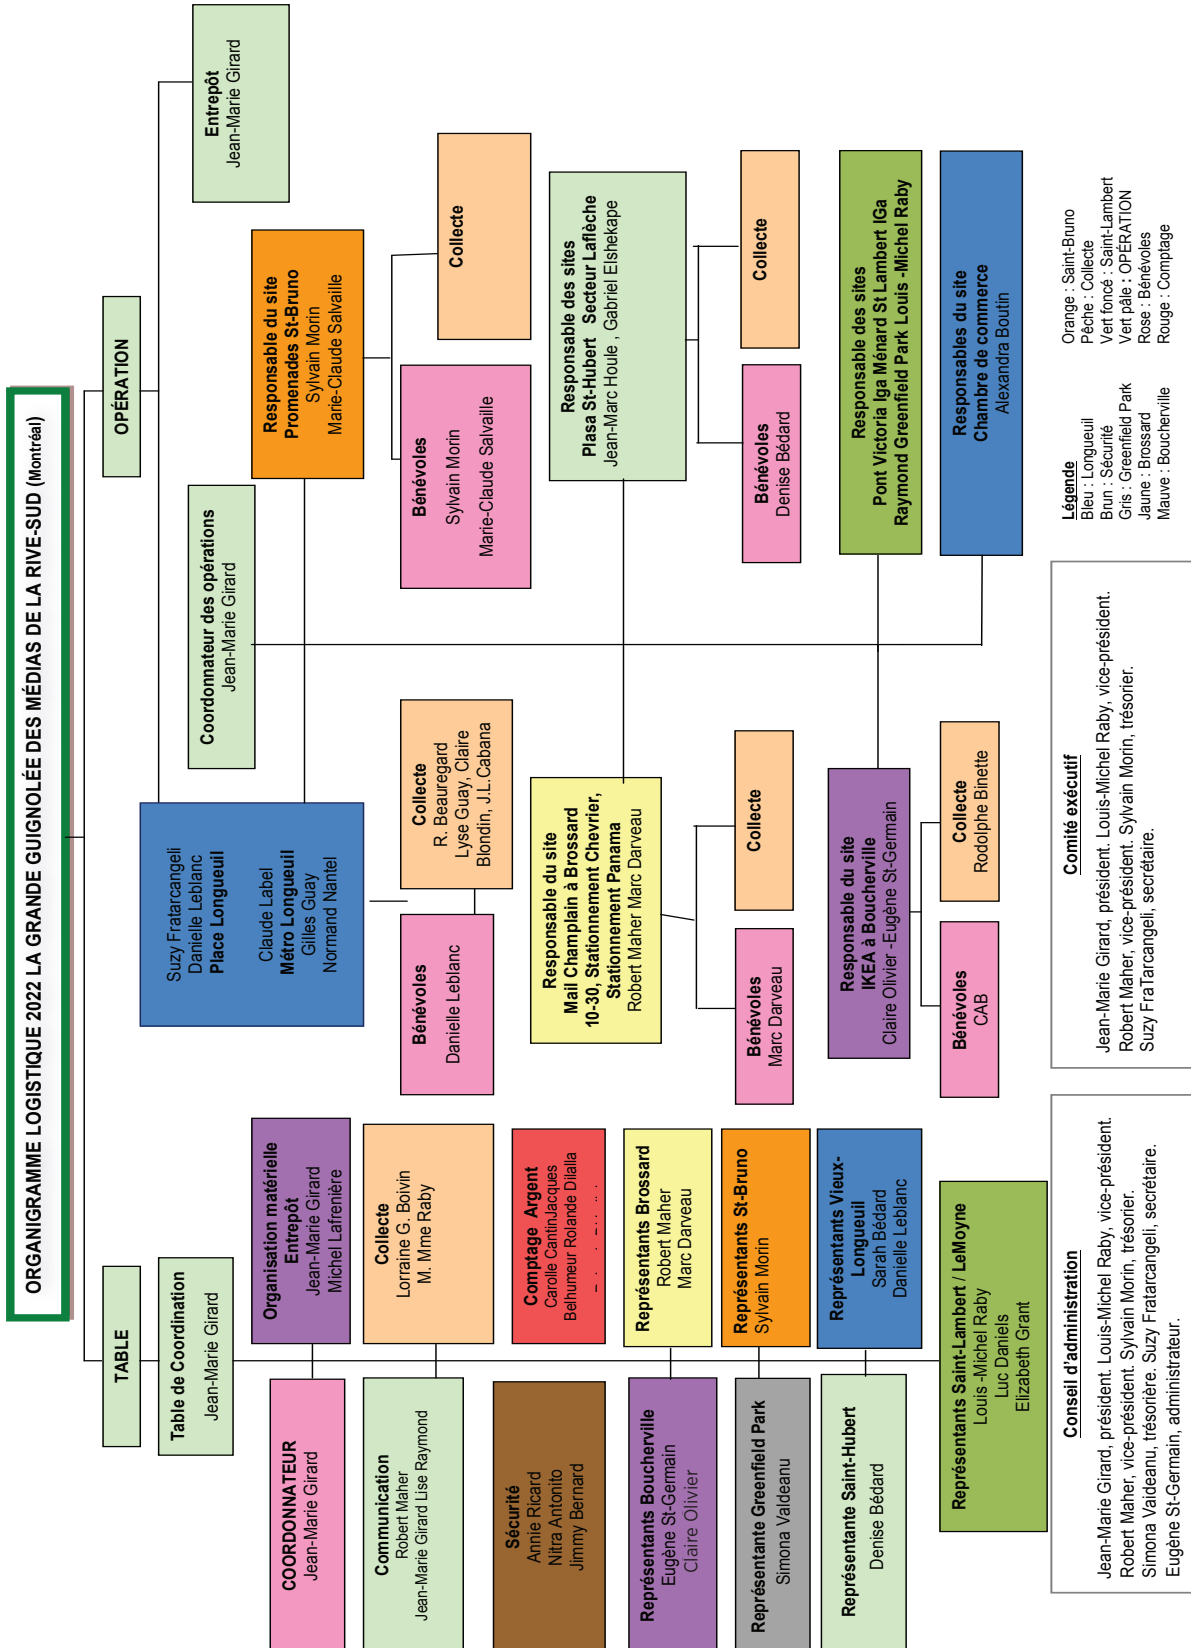 ORGANIGRAMME LOGISTIQUE 2022 LA GRANDE GUIGNOLÉE DES MÉDIAS DE LA RIVE-SUD (Montréal)
TABLE
OPÉRATION
Table de Coordination
Jean-Marie Girard
Coordonnateur des opérations
Jean-Marie Girard
Entrepôt
Jean-Marie Girard
COORDONNATEUR
Jean-Marie Girard
Organisation matérielle
Entrepôt
Jean-Marie Girard
Michel Lafrenière
Communication
Robert Maher
Jean-Marie Girard Lise Raymond
Collecte
Lorraine G. Boivin
M. Mme Raby
Sécurité
Annie Ricard
Nitra Antonito
Jimmy Bernard
Comptage Argent
Carolle CantinJacques
Belhumeur Rolande Dilalla
Représentants Boucherville
Eugène St-Germain
Claire Olivier
Représentants Brossard
Robert Maher
Marc Darveau
Représentante Greenfield Park
Simona Valdeanu
Représentants St-Bruno
Sylvain Morin
Représentante Saint-Hubert
Denise Bédard
Représentants Vieux-
Longueuil
Sarah Bédard
Danielle Leblanc
Représentants Saint-Lambert / LeMoyne
Louis -Michel Raby
Luc Daniels
Elizabeth Grant
Suzy Fratarcangeli
Danielle Leblanc
Place Longueuil
Claude Label
Métro Longueuil
Gilles Guay
Normand Nantel
Bénévoles
Danielle Leblanc
Collecte
R. Beauregard
Lyse Guay, Claire
Blondin, J.L.Cabana
Responsable du site
Promenades St-Bruno
Sylvain Morin
Marie-Claude Salvaille
Bénévoles
Sylvain Morin
Marie-Claude Salvaille
Collecte
Responsable du site
Mail Champlain à Brossard
10-30, Stationnement Chevrier,
Stationnement Panama
Robert Maher Marc Darveau
Bénévoles
Marc Darveau
Collecte
Responsable des sites
Plasa St-Hubert Secteur Laflèche
Jean-Marc Houle , Gabriel Elshekape
Bénévoles
Denise Bédard
Collecte
Responsable du site
IKEA à Boucherville
Claire Olivier -Eugène St-Germain
Bénévoles
CAB
Collecte
Rodolphe Binette
Responsable des sites
Pont Victoria Iga Ménard St Lambert IGa
Raymond Greenfield Park Louis -Michel Raby
Responsables du site
Chambre de commerce
Alexandra Boutin
Conseil d'administration
Jean-Marie Girard, président. Louis-Michel Raby, vice-président.
Robert Maher, vice-président. Sylvain Morin, trésorier.
Simona Vaideanu, trésorière. Suzy Fratarcangeli, secrétaire.
Eugène St-Germain, administrateur.
Comité exécutif
Jean-Marie Girard, président. Louis-Michel Raby, vice-président.
Robert Maher, vice-président. Sylvain Morin, trésorier.
Suzy FraTarcangeli, secrétaire.
Légende
Bleu : Longueuil
Brun : Sécurité
Gris : Greenfield Park
Jaune : Brossard
Mauve : Boucherville
Orange : Saint-Bruno
Pêche : Collecte
Vert foncé : Saint-Lambert
Vert pâle : OPÉRATION
Rose : Bénévoles
Rouge : Comptage